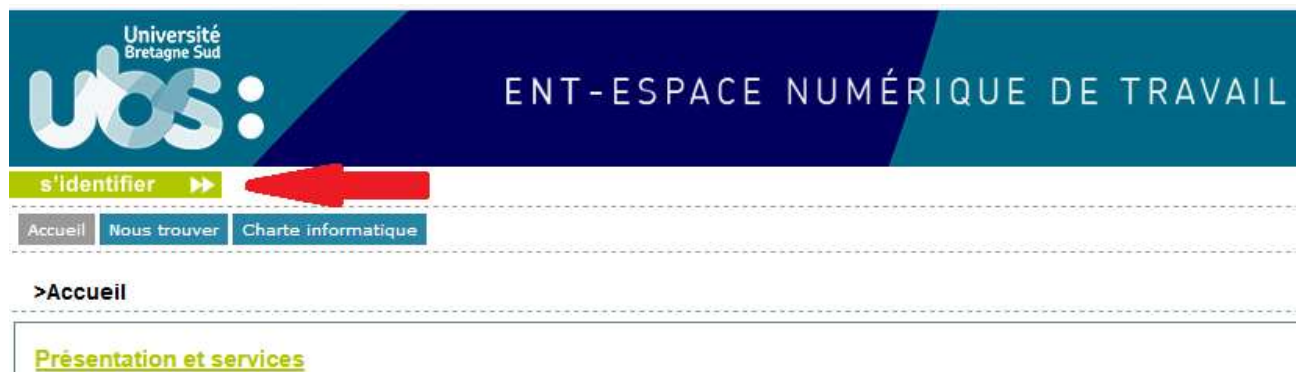 Université
Bretagne Sud
ubs:
ENT-ESPACE NUMÉRIQUE DE TRAVAIL
s'identifier
Accueil Nous trouver Charte informatique
>Accueil
Présentation et services